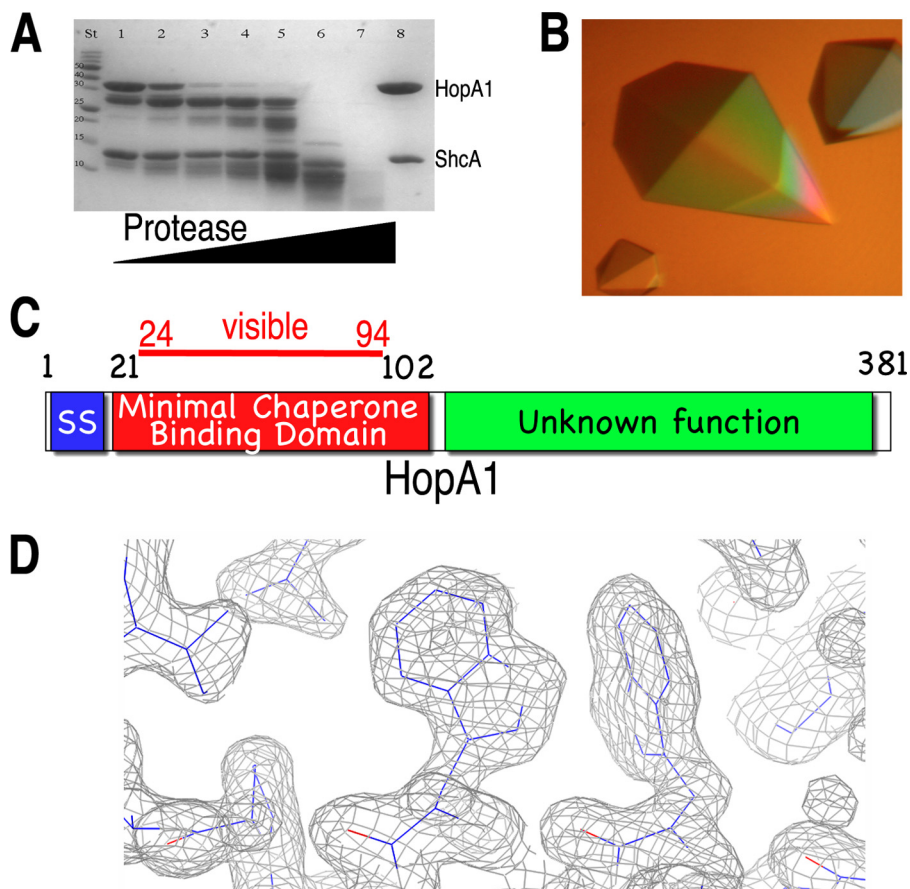 A
St 1 2 3 4 5 6 7 8
50
40
30
25
20
15
10
HopA1
ShcA
Protease
B
C
24 visible 94
1 21 102 381
SS
Minimal Chaperone
Binding Domain
Unknown function
HopA1
D